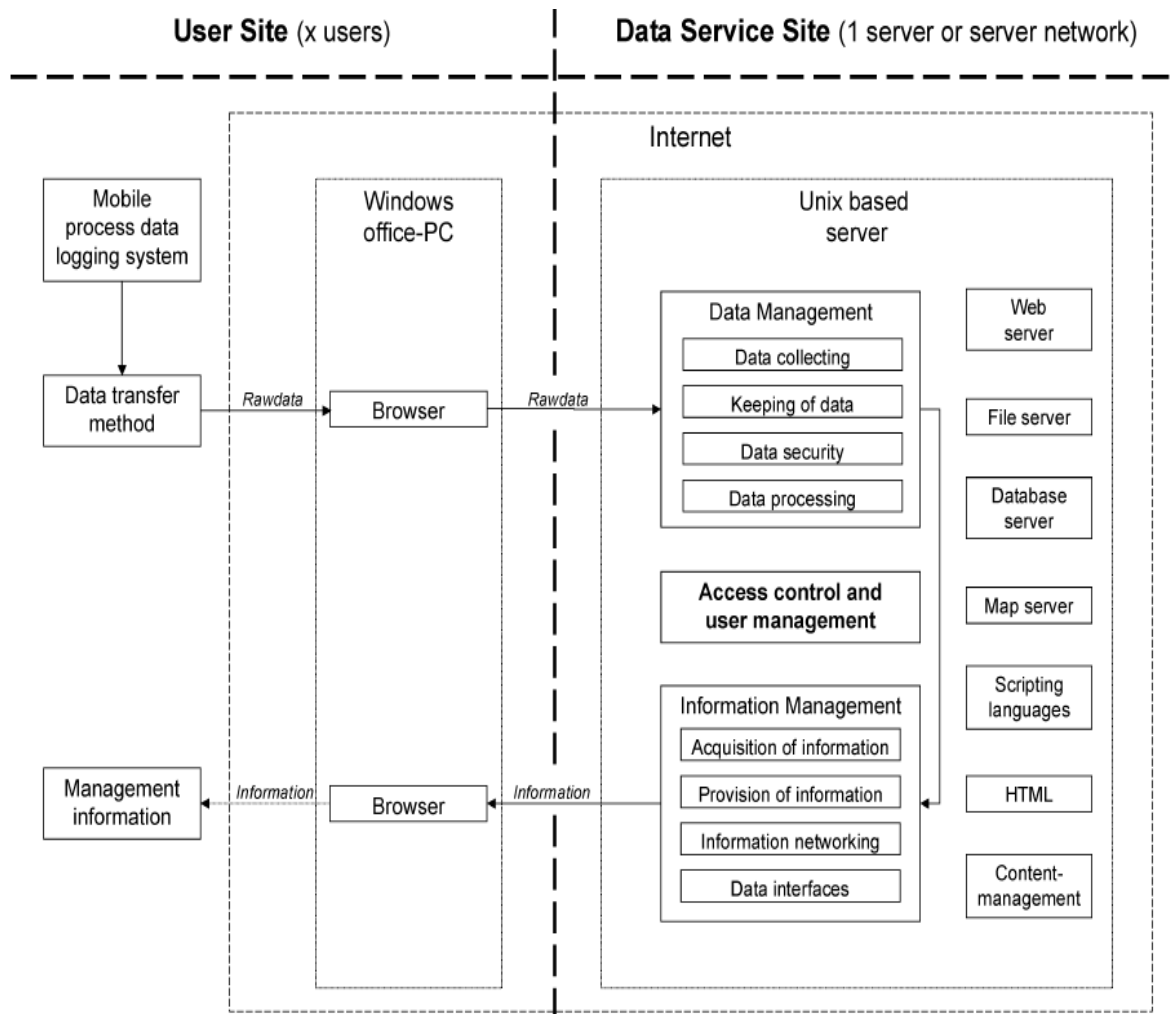 User Site (x users)
Data Service Site (1 server or server network)
Internet
Mobile
process data
logging system
Windows
office-PC
Unix based
server
Data transfer
method
Rawdata
Browser
Rawdata
Data Management
Data collecting
Keeping of data
Data security
Data processing
Access control and
user management
Information Management
Acquisition of information
Provision of information
Information networking
Data interfaces
Web
server
File server
Database
server
Map server
Scripting
languages
HTML
Content-
management
Management
information
Information
Browser
Information